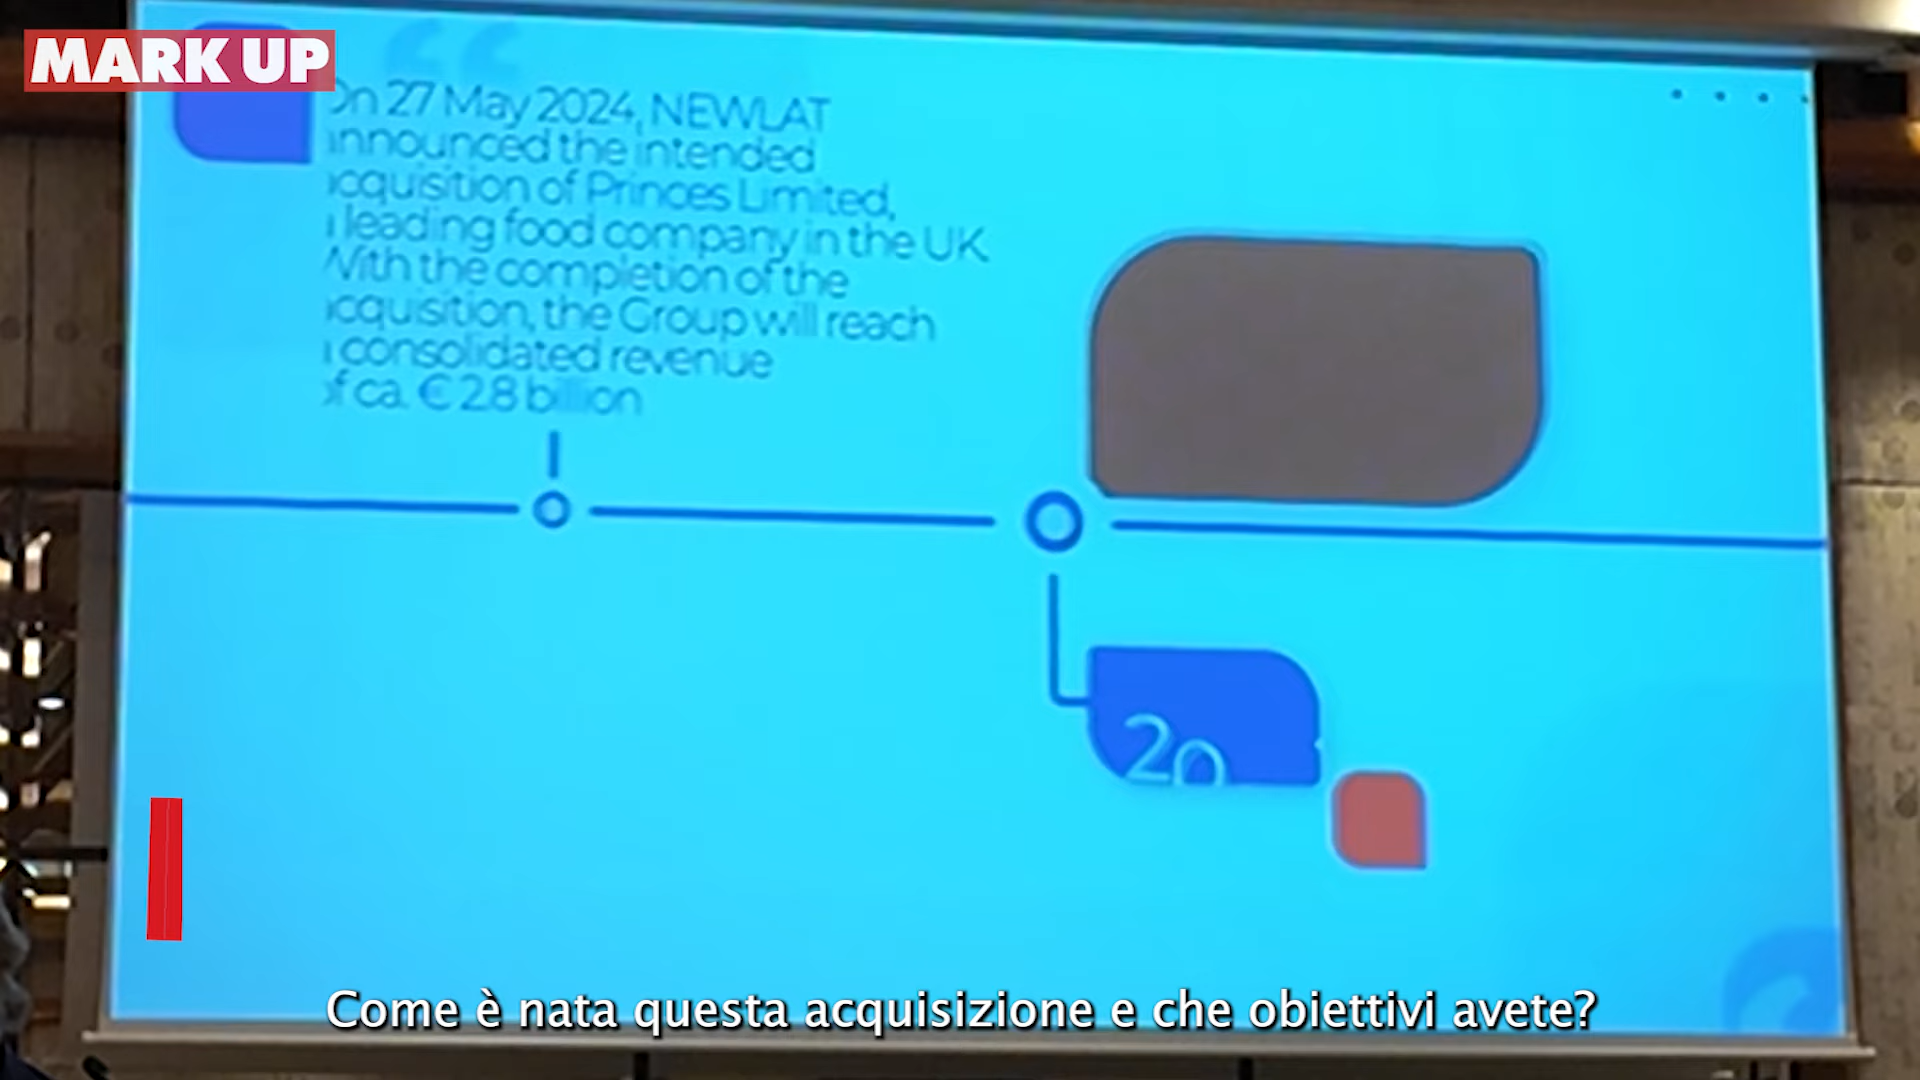 MARK UP
On 27 May 2024, NEWLAT
announced the intended
acquisition of Princes Limited,
a leading food company in the UK
With the completion of the
acquisition, the Group will reach
a consolidated revenue
of ca. € 2.8 billion
20
Come è nata questa acquisizione e che obiettivi avete?